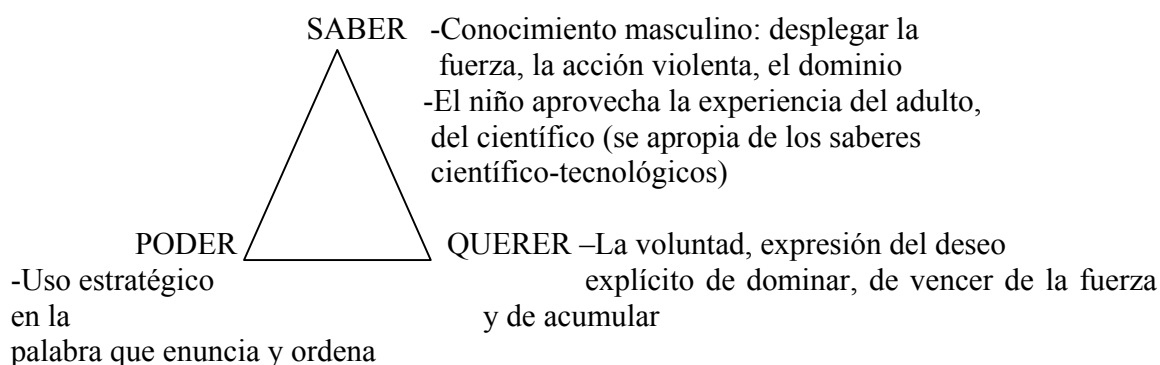 SABER -Conocimiento masculino: desplegar la
fuerza, la acción violenta, el dominio
-El niño aprovecha la experiencia del adulto,
del científico (se apropia de los saberes
científico-tecnológicos)
PODER QUERER –La voluntad, expresión del deseo
-Uso estratégico explícito de dominar, de vencer de la fuerza
en la y de acumular
palabra que enuncia y ordena